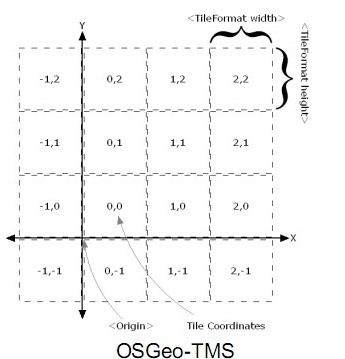 <TileFormat width>
Y
<TileFormat height>
-1,2 0,2 1,2 2,2
-1,1 0,1 1,1 2,1
-1,0 0,0 1,0 2,0
X
-1,-1 0,-1 1,-1 2,-1
<Origin> Tile Coordinates
OSGeo-TMS